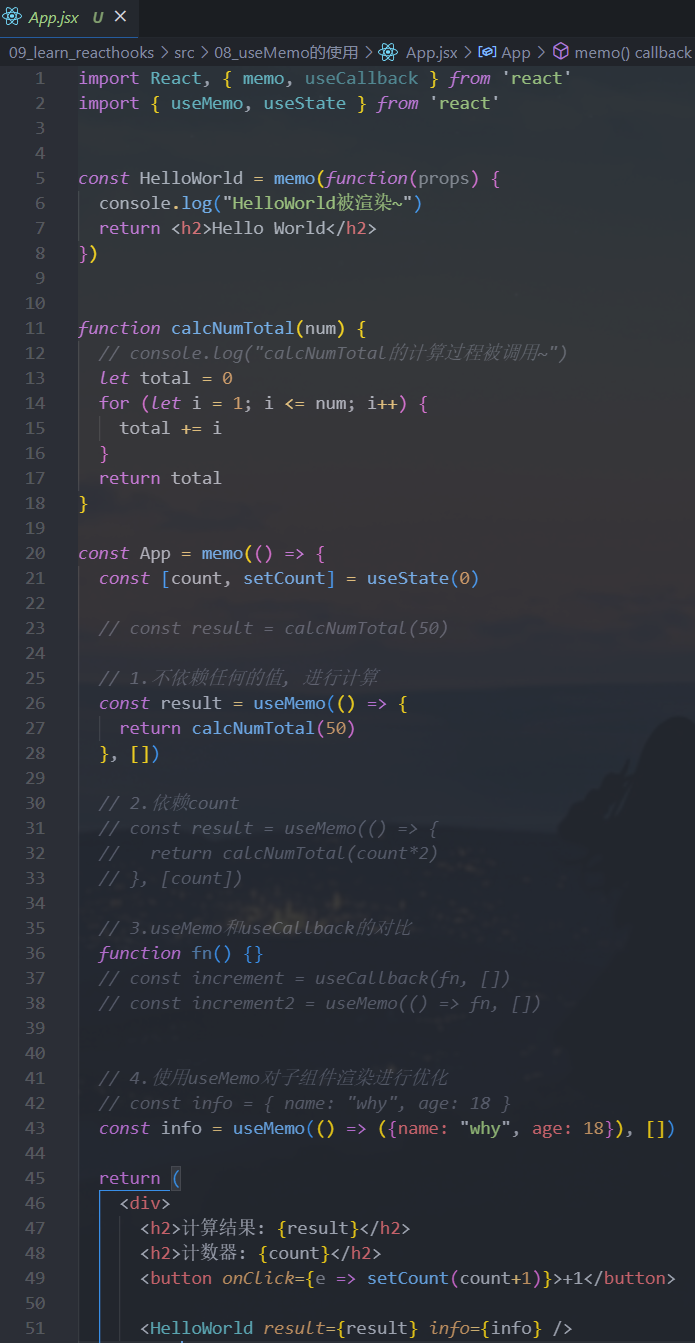 App.jsx U
09_learn_reacthooks > src > 08_useMemo的使用 > App.jsx > App > memo() callback
1 import React, { memo, useCallback } from 'react'
2 import { useMemo, useState } from 'react'
3
4
5 const HelloWorld = memo(function(props) {
6   console.log("HelloWorld被渲染~")
7   return <h2>Hello World</h2>
8 })
9
10
11 function calcNumTotal(num) {
12   // console.log("calcNumTotal的计算过程被调用~")
13   let total = 0
14   for (let i = 1; i <= num; i++) {
15     total += i
16   }
17   return total
18 }
19
20 const App = memo(() => {
21   const [count, setCount] = useState(0)
22
23   // const result = calcNumTotal(50)
24
25   // 1.不依赖任何的值, 进行计算
26   const result = useMemo(() => {
27     return calcNumTotal(50)
28   }, [])
29
30   // 2.依赖count
31   // const result = useMemo(() => {
32   //   return calcNumTotal(count*2)
33   // }, [count])
34
35   // 3.useMemo和useCallback的对比
36   function fn() {}
37   // const increment = useCallback(fn, [])
38   // const increment2 = useMemo(() => fn, [])
39
40
41   // 4.使用useMemo对子组件渲染进行优化
42   // const info = { name: "why", age: 18 }
43   const info = useMemo(() => ({name: "why", age: 18}), [])
44
45   return (
46     <div>
47       <h2>计算结果: {result}</h2>
48       <h2>计数器: {count}</h2>
49       <button onClick={e => setCount(count+1)}>+1</button>
50
51       <HelloWorld result={result} info={info} />